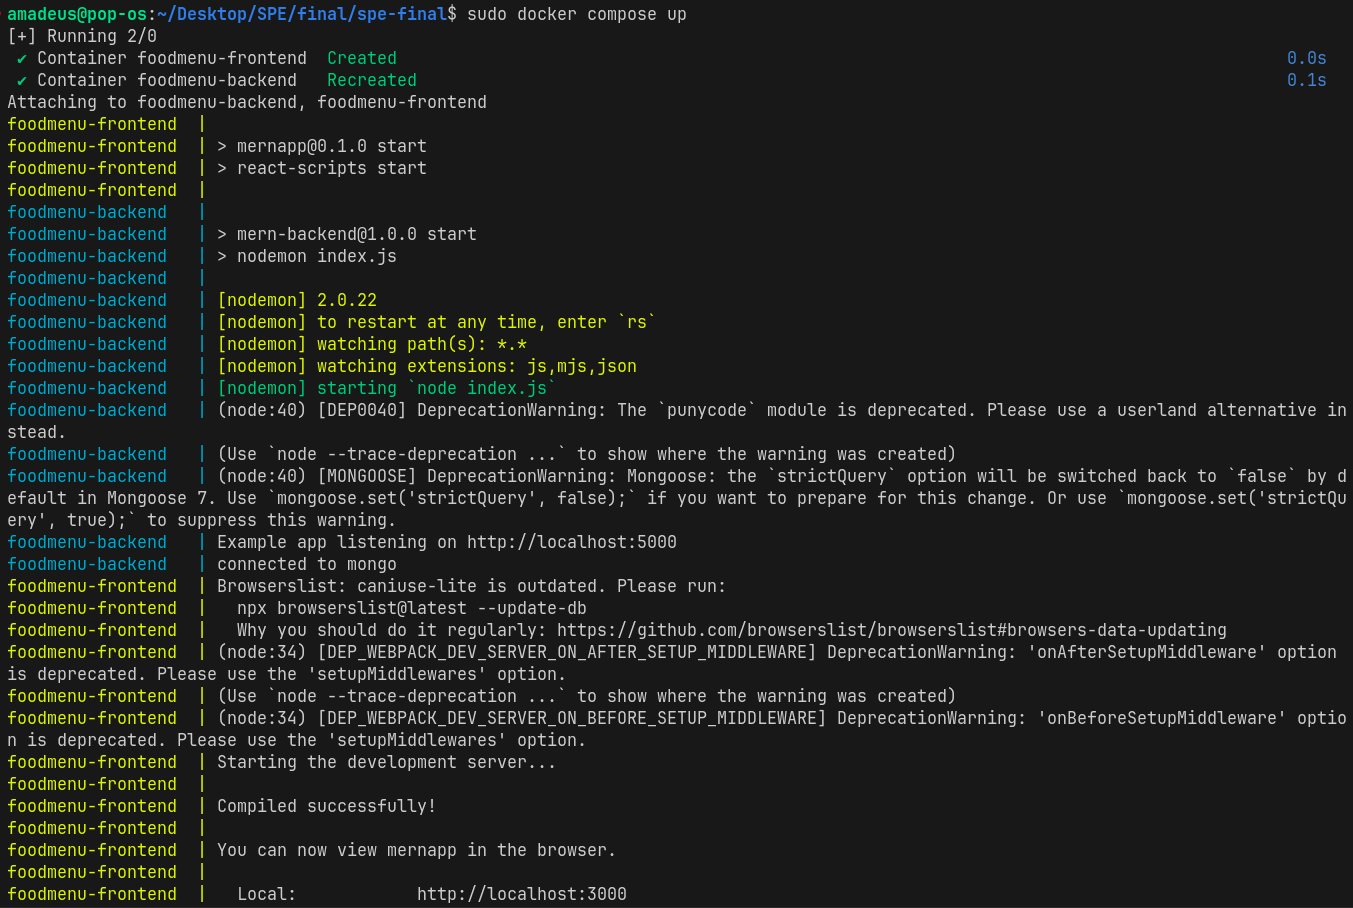 amadeus@pop-os:~/Desktop/SPE/final/spe-final$ sudo docker compose up
[+] Running 2/0
 ✔ Container foodmenu-frontend  Created                                                                                         0.0s
 ✔ Container foodmenu-backend   Recreated                                                                                       0.1s
Attaching to foodmenu-backend, foodmenu-frontend
foodmenu-frontend  |
foodmenu-frontend  | > mernapp@0.1.0 start
foodmenu-frontend  | > react-scripts start
foodmenu-frontend  |
foodmenu-backend   |
foodmenu-backend   | > mern-backend@1.0.0 start
foodmenu-backend   | > nodemon index.js
foodmenu-backend   |
foodmenu-backend   | [nodemon] 2.0.22
foodmenu-backend   | [nodemon] to restart at any time, enter `rs`
foodmenu-backend   | [nodemon] watching path(s): *.*
foodmenu-backend   | [nodemon] watching extensions: js,mjs,json
foodmenu-backend   | [nodemon] starting `node index.js`
foodmenu-backend   | (node:40) [DEP0040] DeprecationWarning: The `punycode` module is deprecated. Please use a userland alternative in
stead.
foodmenu-backend   | (Use `node --trace-deprecation ...` to show where the warning was created)
foodmenu-backend   | (node:40) [MONGOOSE] DeprecationWarning: Mongoose: the `strictQuery` option will be switched back to `false` by d
efault in Mongoose 7. Use `mongoose.set('strictQuery', false);` if you want to prepare for this change. Or use `mongoose.set('strictQu
ery', true);` to suppress this warning.
foodmenu-backend   | Example app listening on http://localhost:5000
foodmenu-backend   | connected to mongo
foodmenu-frontend  | Browserslist: caniuse-lite is outdated. Please run:
foodmenu-frontend  |   npx browserslist@latest --update-db
foodmenu-frontend  |   Why you should do it regularly: https://github.com/browserslist/browserslist#browsers-data-updating
foodmenu-frontend  | (node:34) [DEP_WEBPACK_DEV_SERVER_ON_AFTER_SETUP_MIDDLEWARE] DeprecationWarning: 'onAfterSetupMiddleware' option
is deprecated. Please use the 'setupMiddlewares' option.
foodmenu-frontend  | (Use `node --trace-deprecation ...` to show where the warning was created)
foodmenu-frontend  | (node:34) [DEP_WEBPACK_DEV_SERVER_ON_BEFORE_SETUP_MIDDLEWARE] DeprecationWarning: 'onBeforeSetupMiddleware' optio
n is deprecated. Please use the 'setupMiddlewares' option.
foodmenu-frontend  | Starting the development server...
foodmenu-frontend  |
foodmenu-frontend  | Compiled successfully!
foodmenu-frontend  |
foodmenu-frontend  | You can now view mernapp in the browser.
foodmenu-frontend  |
foodmenu-frontend  |   Local:            http://localhost:3000